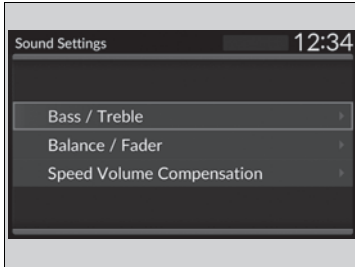 Sound Settings 12:34
Bass / Treble
Balance / Fader
Speed Volume Compensation